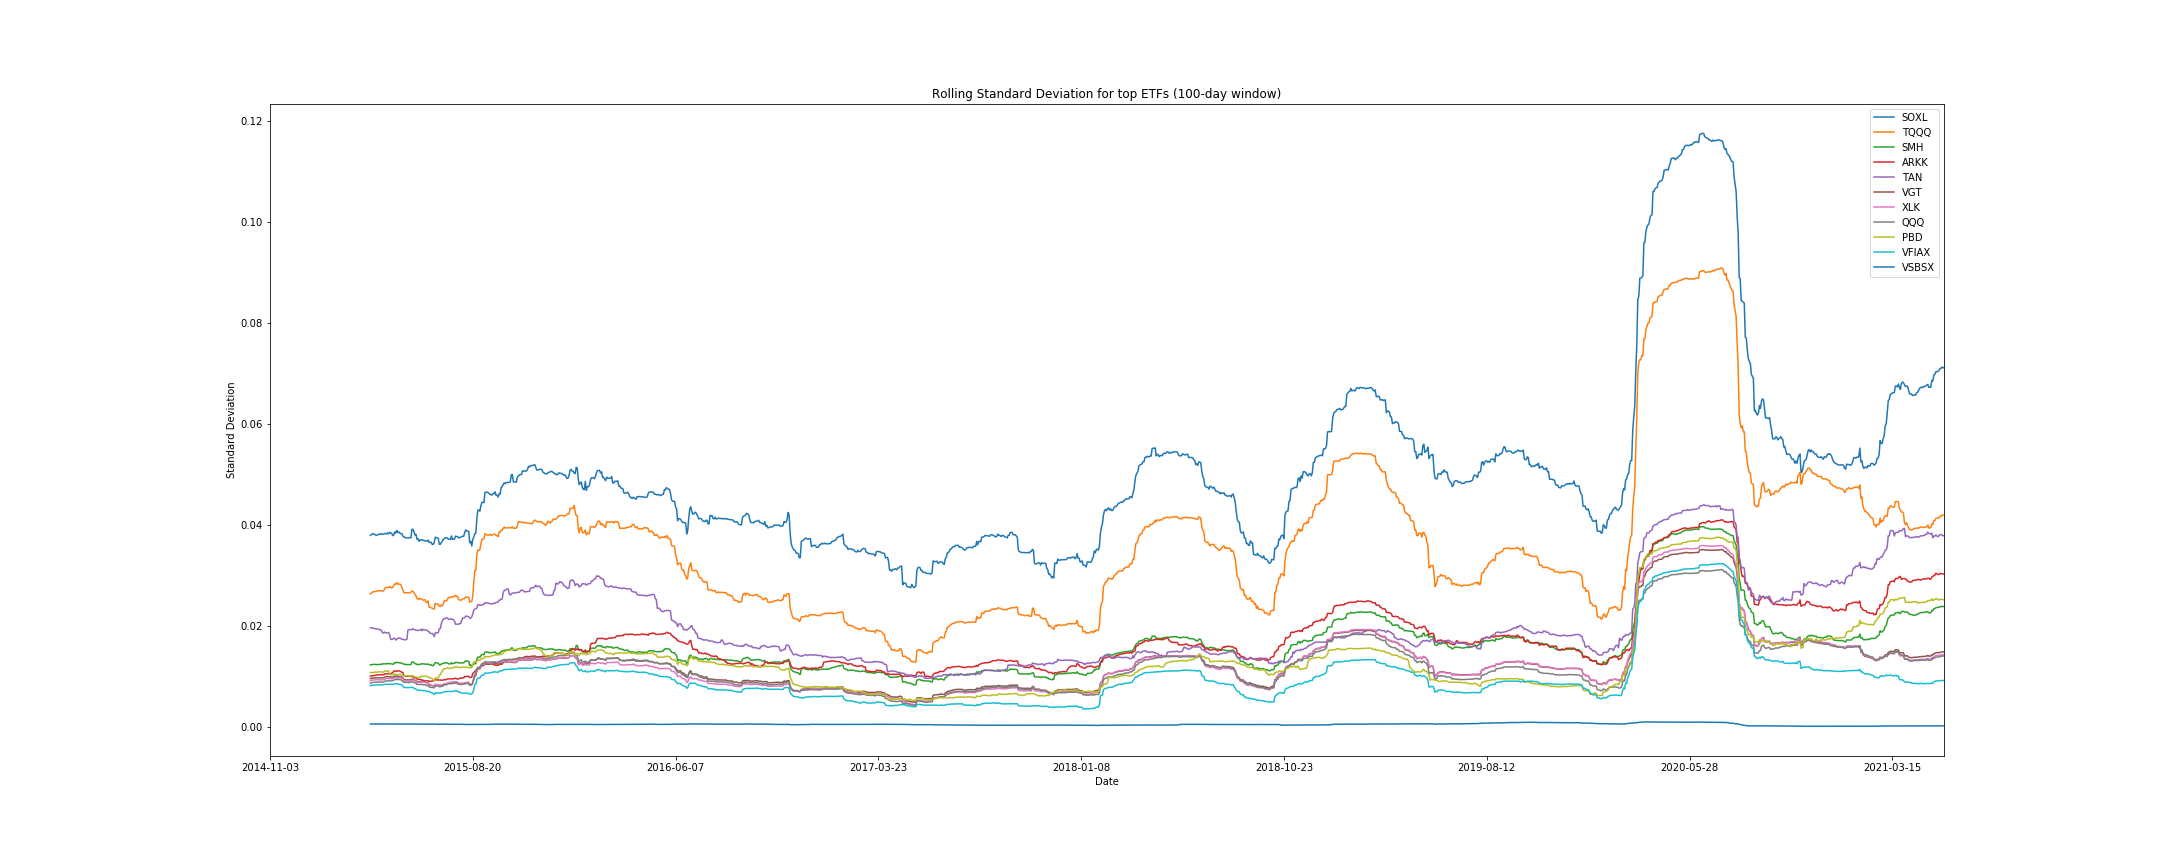 Rolling Standard Deviation for top ETFs (100-day window)
0.12
0.10
0.08
0.06
0.04
0.02
0.00
Standard Deviation
2014-11-03
2015-08-20
2016-06-07
2017-03-23
2018-01-08
2018-10-23
2019-08-12
2020-05-28
2021-03-15
Date
SOXL
TQQQ
SMH
ARKK
TAN
VGT
XLK
QQQ
PBD
VFIAX
VSBSX